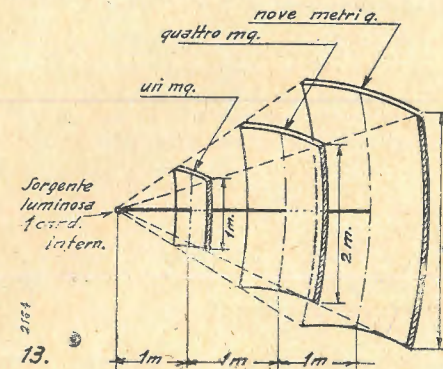 nove metri q.
quattro mq.
un mq.
Sorgente
luminosa
1 cand.
intern.
1m.
2 m.
2164
13.
1m 1m 1m